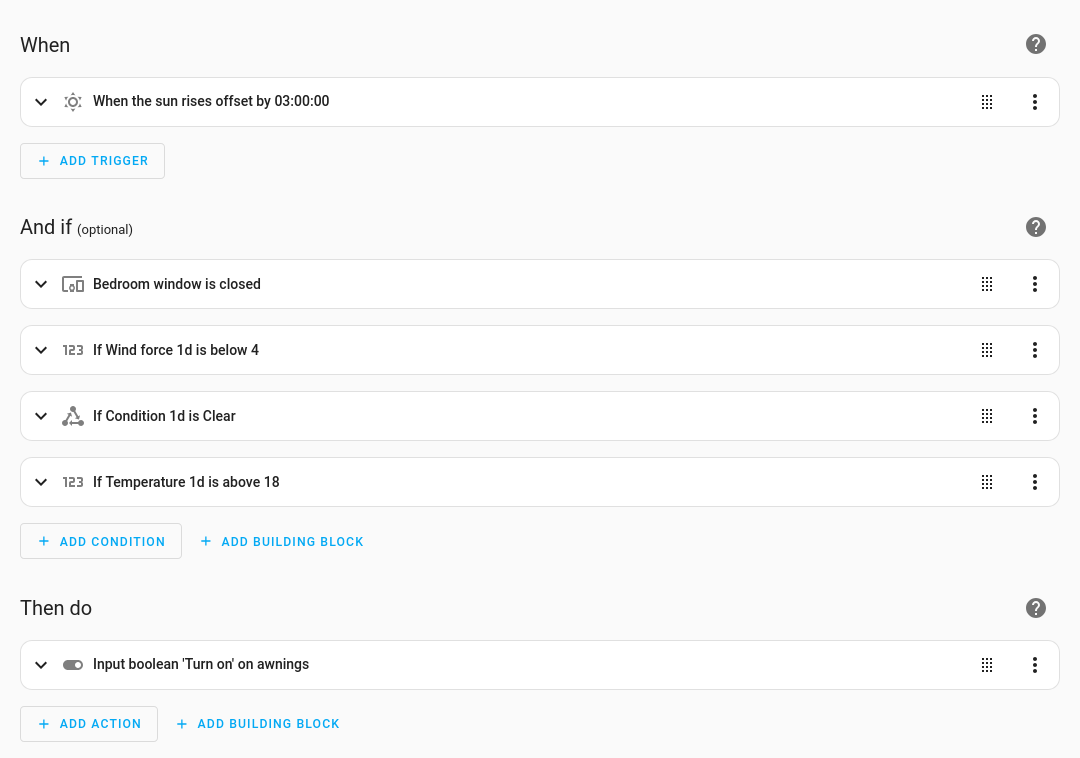 When
When the sun rises offset by 03:00:00
ADD TRIGGER
And if (optional)
Bedroom window is closed
123 If Wind force 1d is below 4
If Condition 1d is Clear
123 If Temperature 1d is above 18
ADD CONDITION ADD BUILDING BLOCK
Then do
Input boolean 'Turn on' on awnings
ADD ACTION ADD BUILDING BLOCK